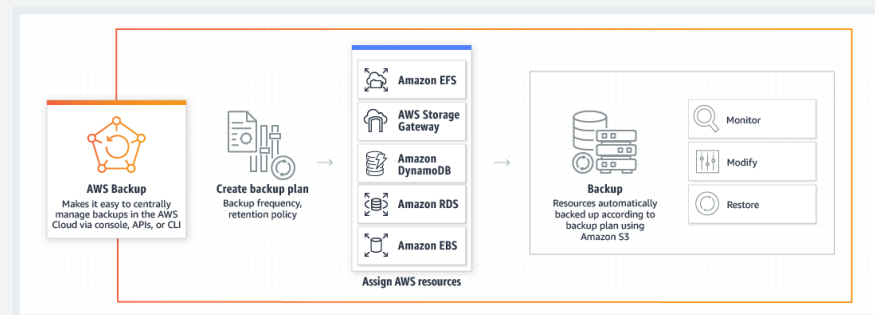 AWS Backup
Makes it easy to centrally
manage backups in the AWS
Cloud via console, APIs, or CLI
Create backup plan
Backup frequency,
retention policy
Amazon EFS
AWS Storage
Gateway
Amazon
DynamoDB
Amazon RDS
Amazon EBS
Assign AWS resources
Backup
Resources automatically
backed up according to
backup plan using
Amazon S3
Monitor
Modify
Restore